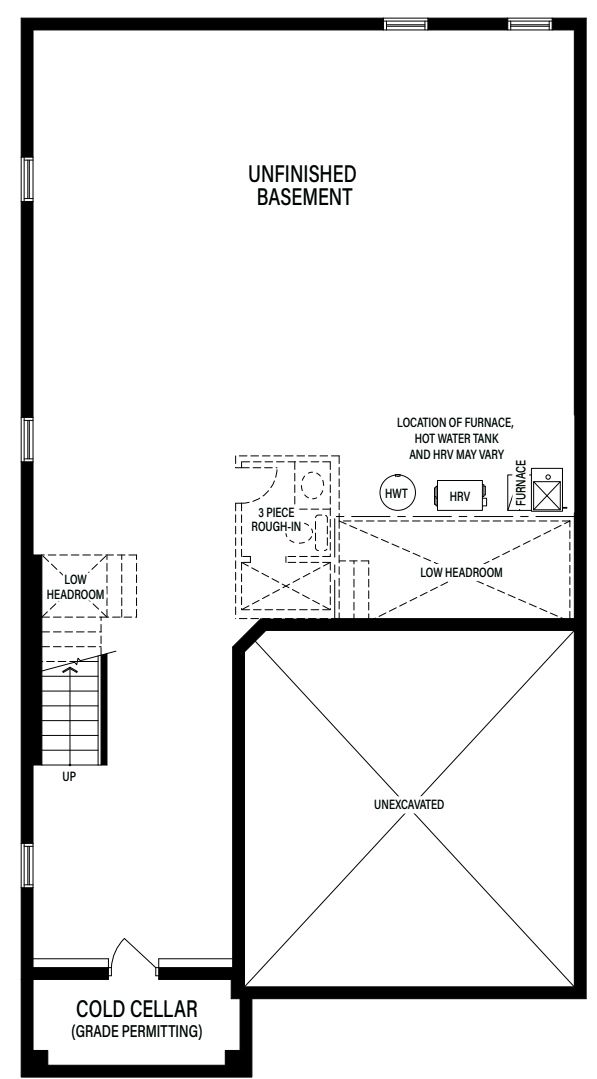 UNFINISHED
BASEMENT
LOCATION OF FURNACE,
HOT WATER TANK
AND HRV MAY VARY
FURNACE
HWT
HRV
3 PIECE
ROUGH-IN
LOW HEADROOM
LOW
HEADROOM
UP
UNEXCAVATED
COLD CELLAR
(GRADE PERMITTING)